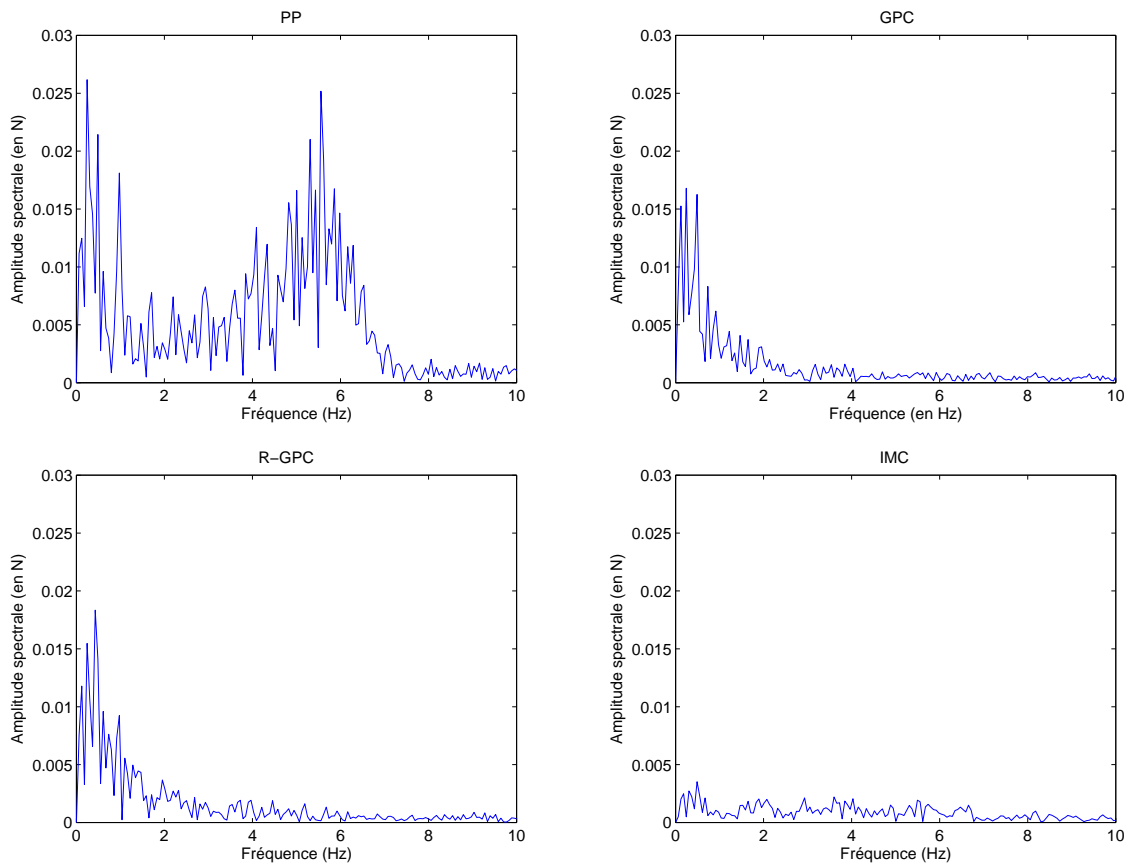 PP
0.03
0.025
0.02
0.015
0.01
0.005
0
Amplitude spectrale (en N)
0 2 4 6 8 10
Fréquence (Hz)
GPC
0.03
0.025
0.02
0.015
0.01
0.005
0
Amplitude spectrale (en N)
0 2 4 6 8 10
Fréquence (en Hz)
R−GPC
0.03
0.025
0.02
0.015
0.01
0.005
0
Amplitude spectrale (en N)
0 2 4 6 8 10
Fréquence (Hz)
IMC
0.03
0.025
0.02
0.015
0.01
0.005
0
Amplitude spectrale (en N)
0 2 4 6 8 10
Fréquence (Hz)